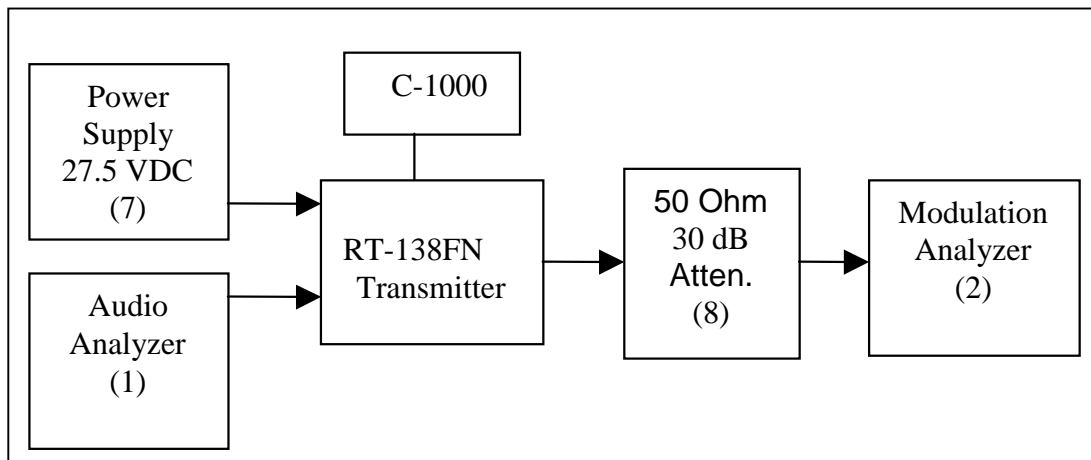 Power
Supply
27.5 VDC
(7)
C-1000
Audio
Analyzer
(1)
RT-138FN
Transmitter
50 Ohm
30 dB
Atten.
(8)
Modulation
Analyzer
(2)